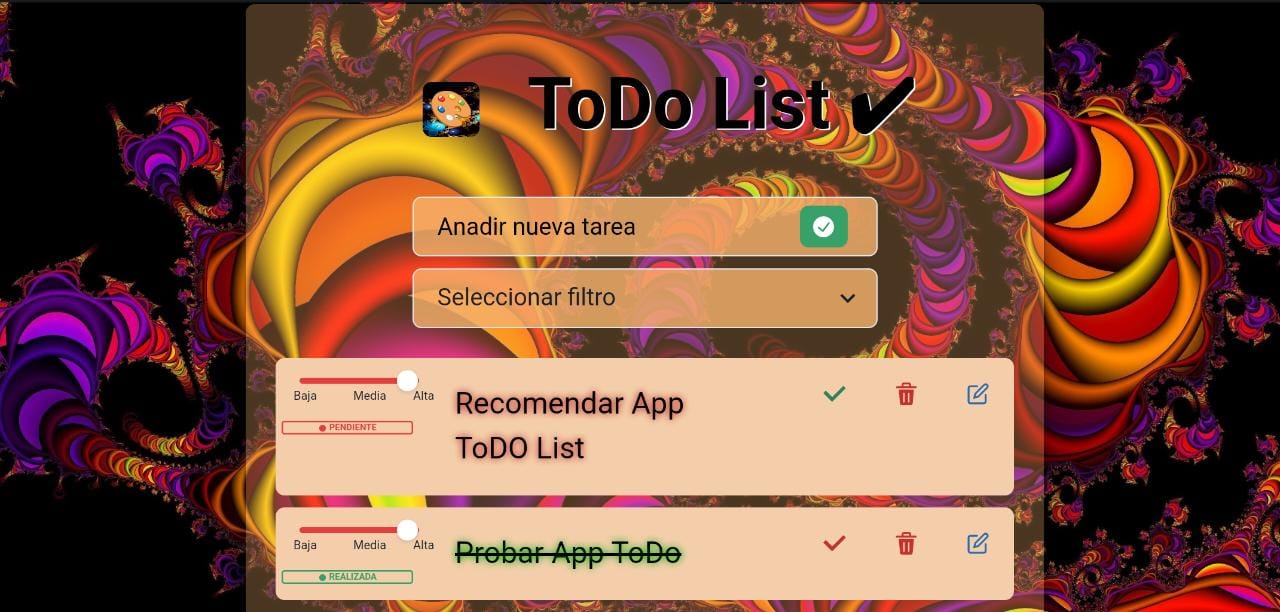 ToDo List ✔
Anadir nueva tarea
Seleccionar filtro
Baja Media Alta
PENDIENTE
Recomendar App
ToDO List
Baja Media Alta
REALIZADA
Probar App ToDo